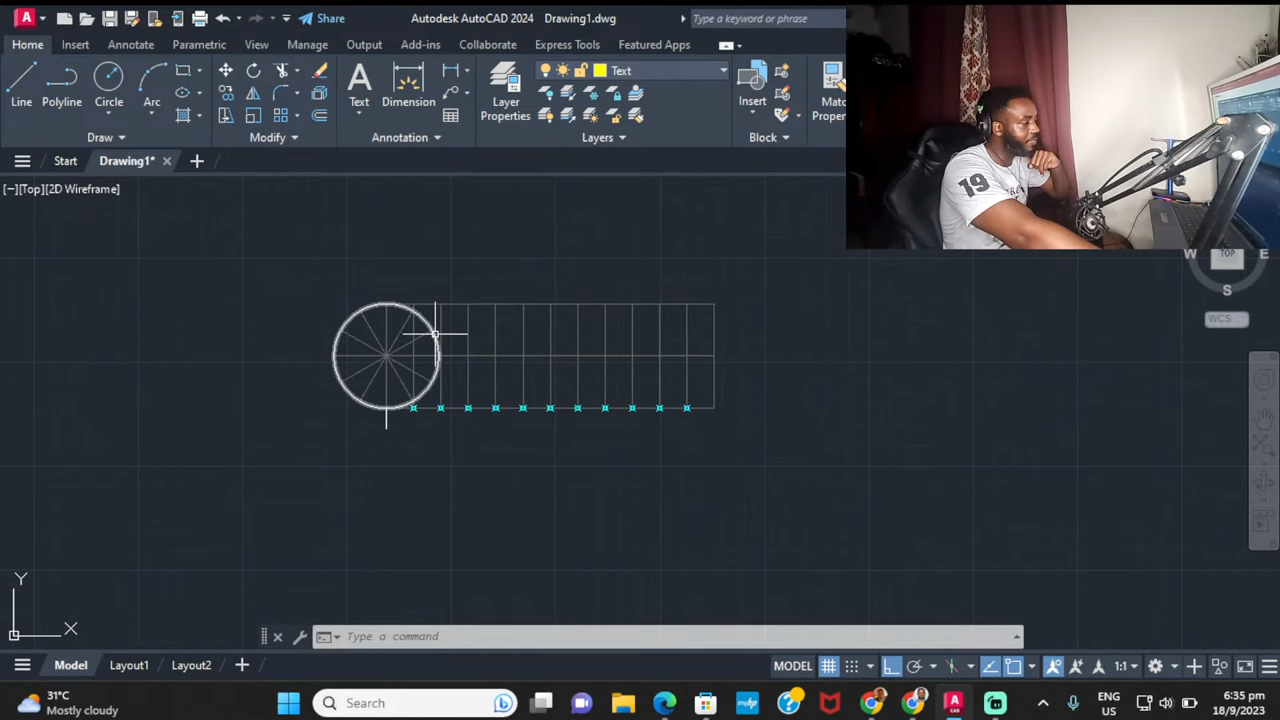 A
CAD
Share
Autodesk AutoCAD 2024 Drawing1.dwg
Type a keyword or phrase
Home Insert Annotate Parametric View Manage Output Add-ins Collaborate Express Tools Featured Apps
Text
Line Polyline Circle Arc
Text Dimension
Layer
Properties
Insert
Draw
Modify
Annotation
Layers
Block
Start
Drawing1*
[−][Top][2D Wireframe]
19
W TOP E
S
WCS
Y
X
Type a command
Model Layout1 Layout2
MODEL
1:1
31°C
Mostly cloudy
Search
ENG
US
6:35 pm
18/9/2023